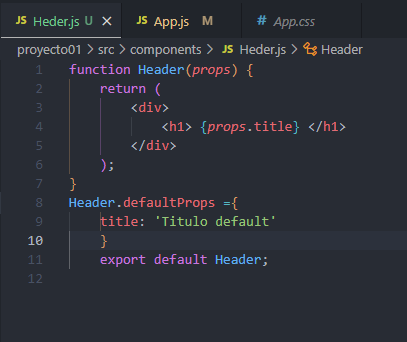 JS Heder.js U ×
JS App.js M
# App.css
proyecto01 > src > components > JS Heder.js > Header
1 function Header(props) {
2     return (
3         <div>
4             <h1> {props.title} </h1>
5         </div>
6     );
7 }
8 Header.defaultProps ={
9     title: 'Titulo default'
10     }
11     export default Header;
12